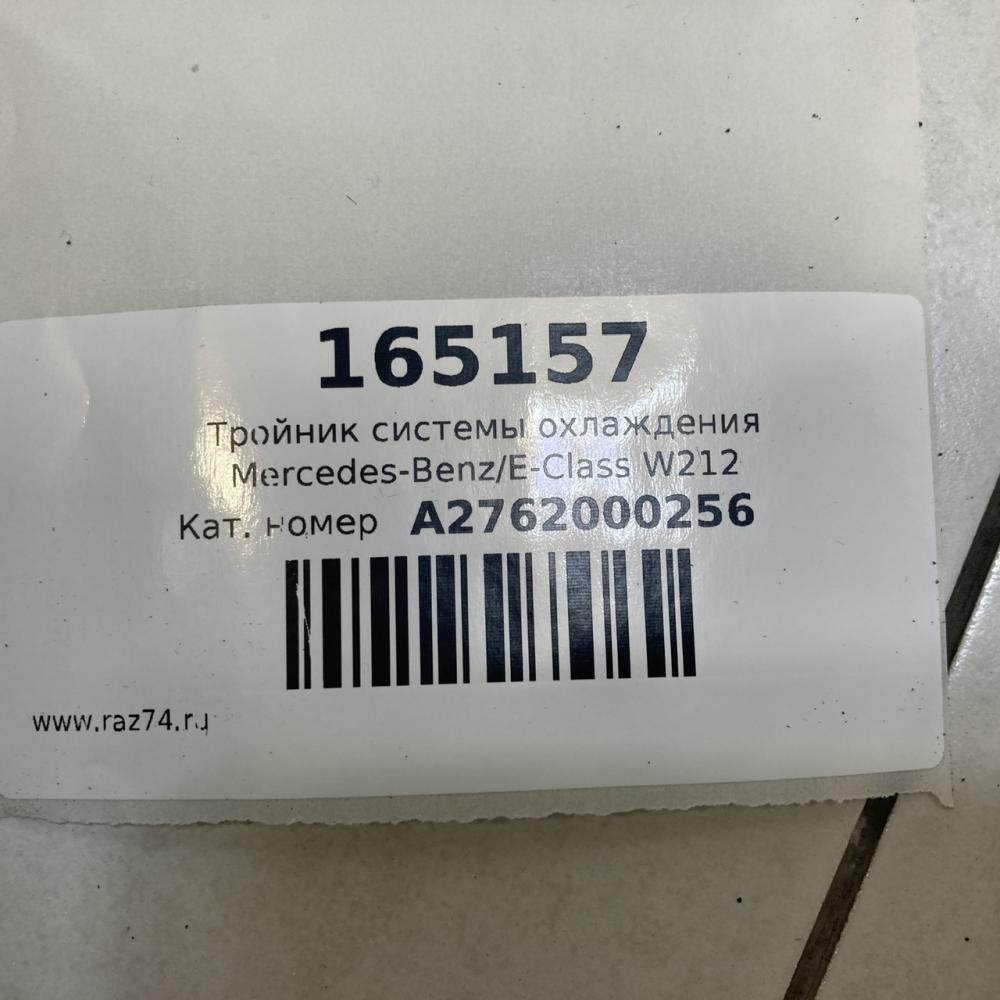 165157
Тройник системы охлаждения
Mercedes-Benz/E-Class W212
Кат. номер A2762000256
www.raz74.ru